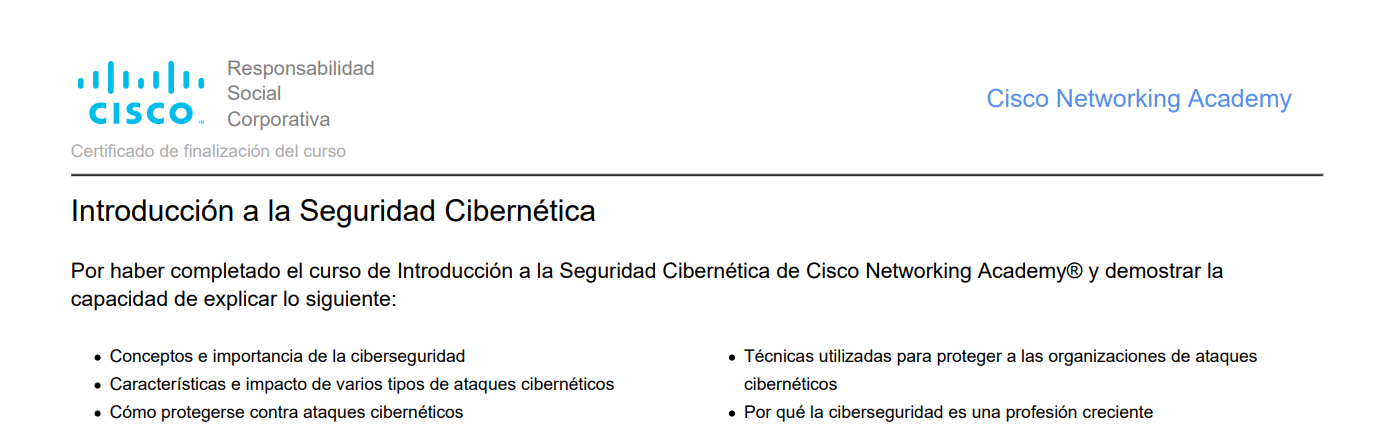 CISCO
Responsabilidad
Social
Corporativa
Cisco Networking Academy
Certificado de finalización del curso
Introducción a la Seguridad Cibernética
Por haber completado el curso de Introducción a la Seguridad Cibernética de Cisco Networking Academy® y demostrar la
capacidad de explicar lo siguiente:
• Conceptos e importancia de la ciberseguridad
• Características e impacto de varios tipos de ataques cibernéticos
• Cómo protegerse contra ataques cibernéticos
• Técnicas utilizadas para proteger a las organizaciones de ataques
cibernéticos
• Por qué la ciberseguridad es una profesión creciente